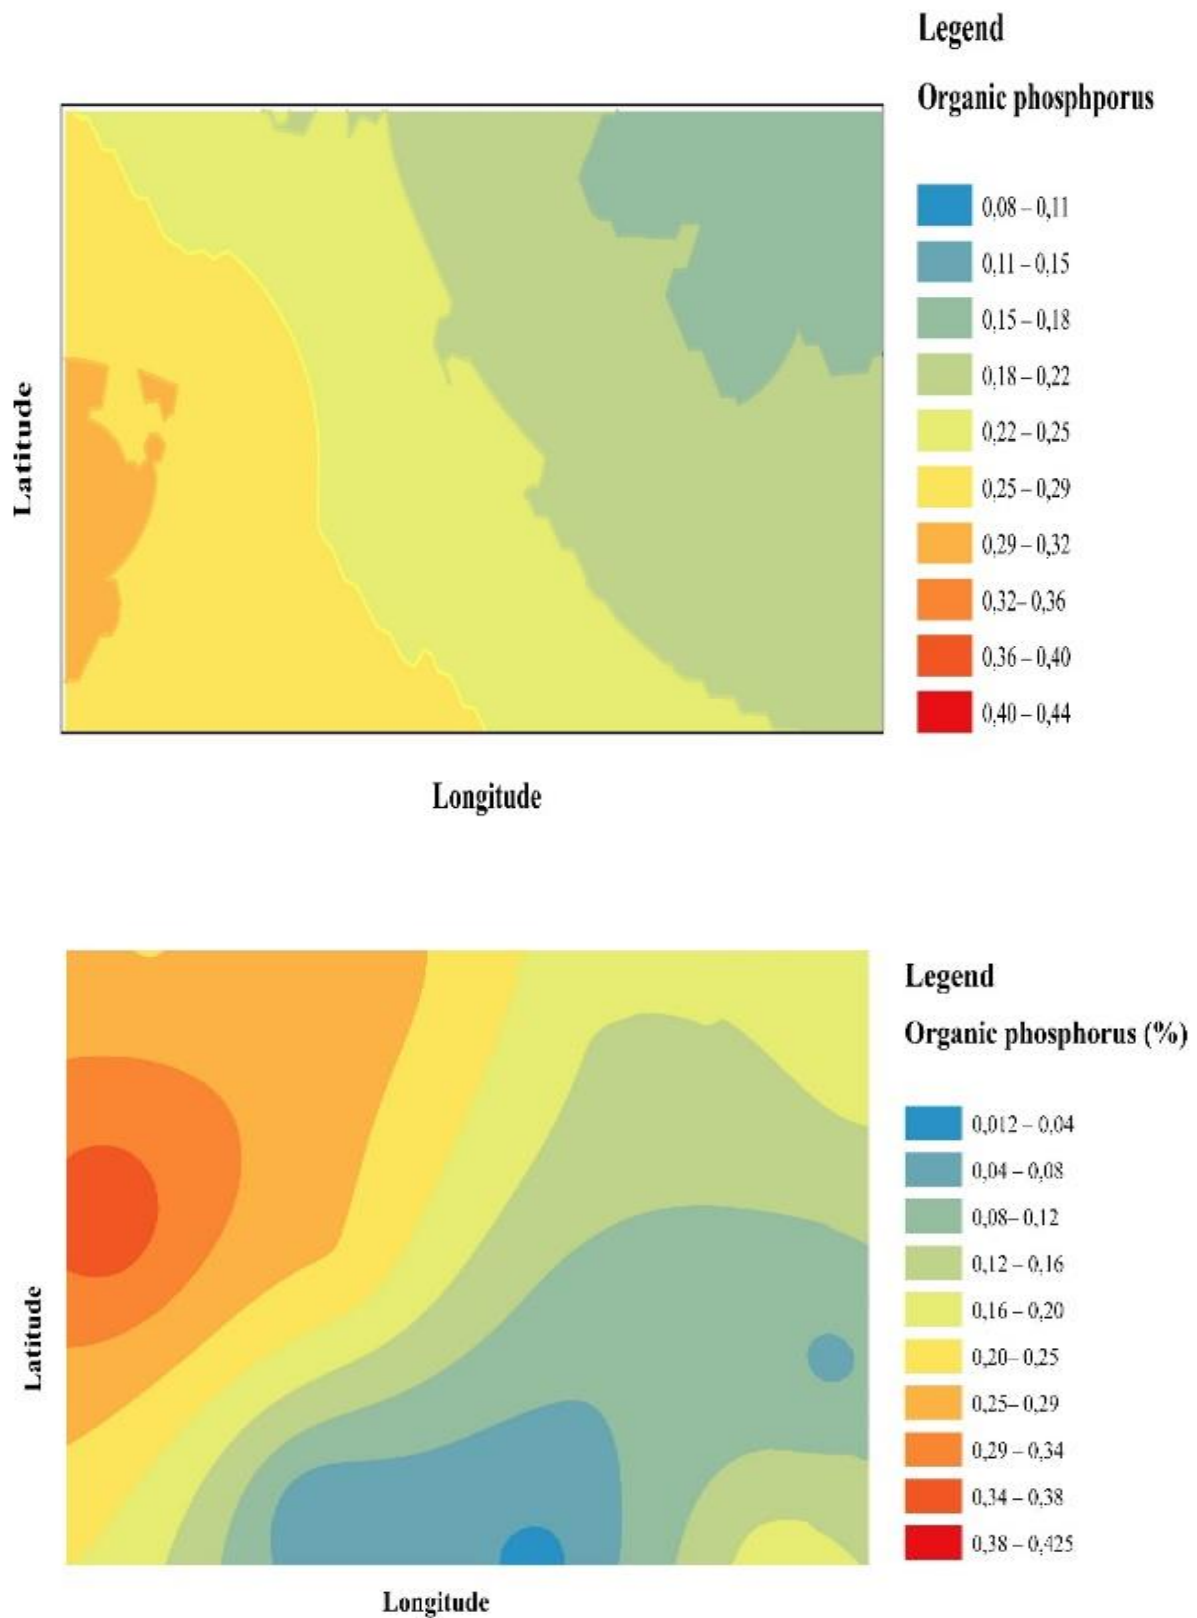 Legend
Organic phosphporus
0,08 – 0,11
0,11 – 0,15
0,15 – 0,18
0,18 – 0,22
0,22 – 0,25
0,25 – 0,29
0,29 – 0,32
0,32– 0,36
0,36 – 0,40
0,40 – 0,44
Latitude
Longitude
Legend
Organic phosphorus (%)
0,012 – 0,04
0,04 – 0,08
0,08– 0,12
0,12 – 0,16
0,16 – 0,20
0,20– 0,25
0,25– 0,29
0,29 – 0,34
0,34 – 0,38
0,38 – 0,425
Latitude
Longitude